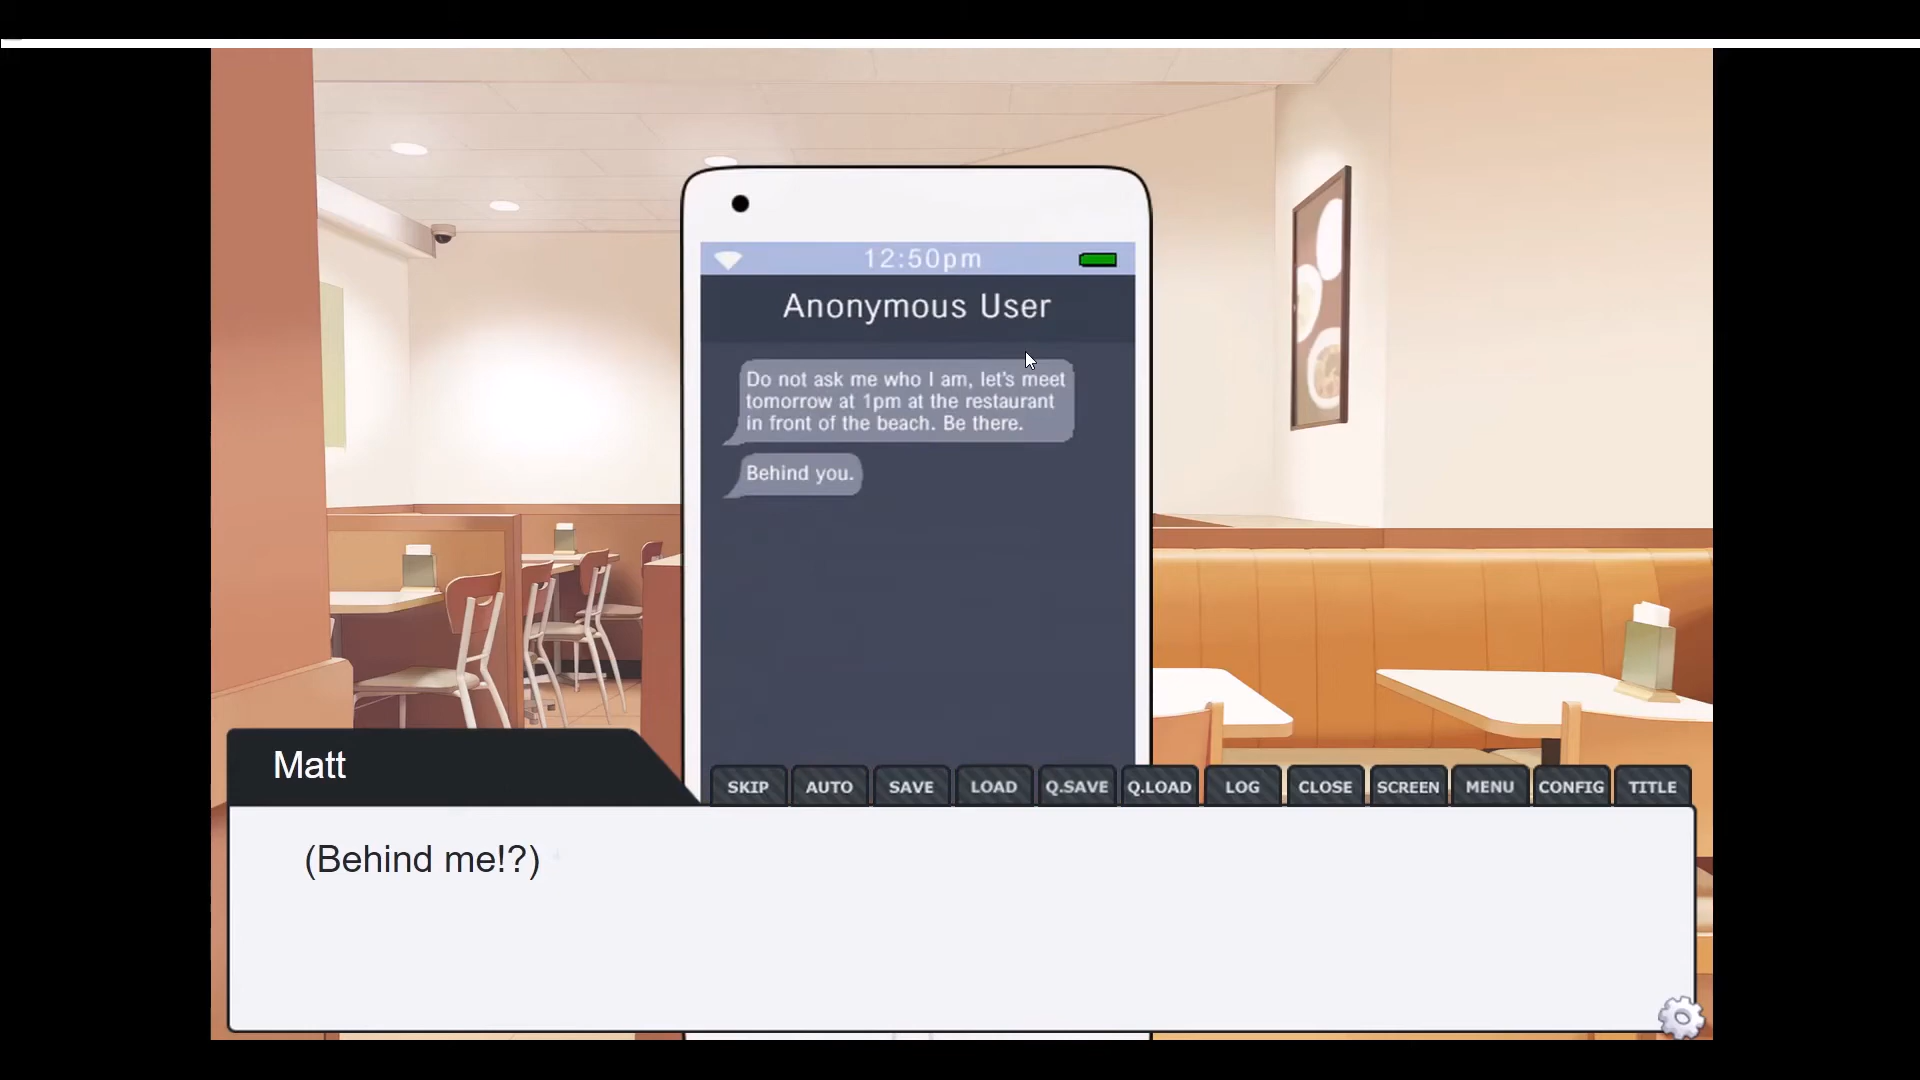 12:50pm
Anonymous User
Do not ask me who I am, let's meet
tomorrow at 1pm at the restaurant
in front of the beach. Be there.
Behind you.
Matt
SKIP AUTO SAVE LOAD Q.SAVE Q.LOAD LOG CLOSE SCREEN MENU CONFIG TITLE
(Behind me!?)